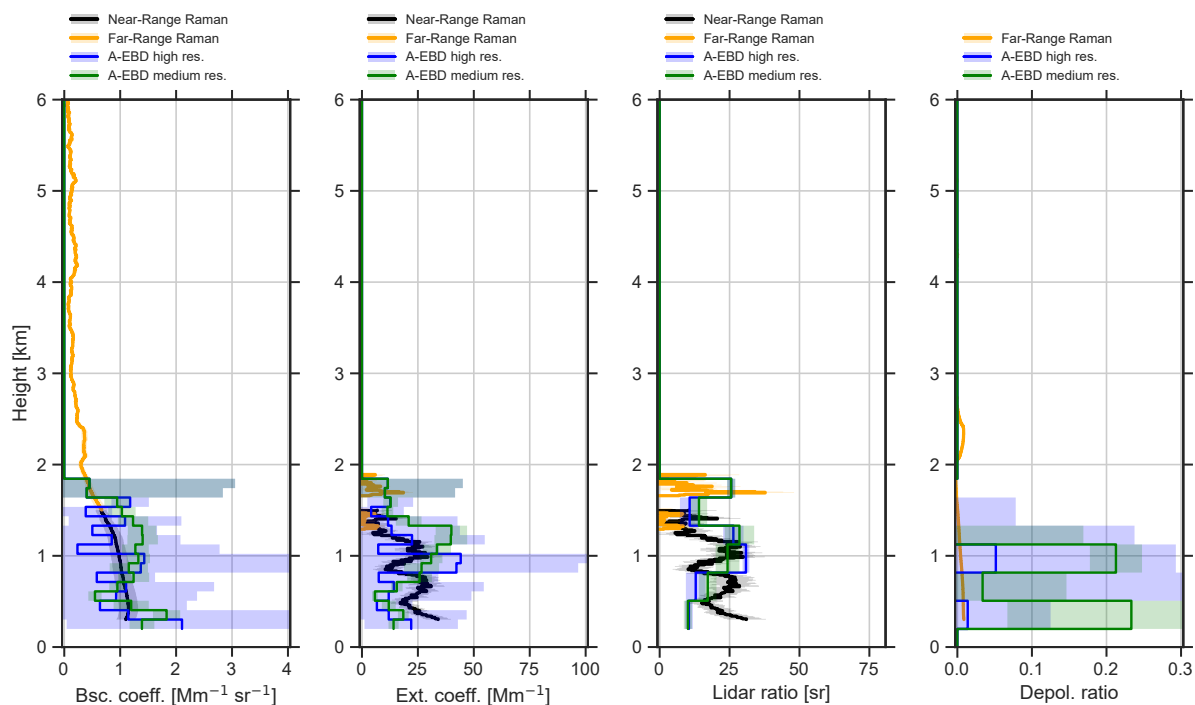 Near-Range Raman
Far-Range Raman
A-EBD high res.
A-EBD medium res.
Near-Range Raman
Far-Range Raman
A-EBD high res.
A-EBD medium res.
Near-Range Raman
Far-Range Raman
A-EBD high res.
A-EBD medium res.
Far-Range Raman
A-EBD high res.
A-EBD medium res.
Height [km]
6
5
4
3
2
1
0
0 1 2 3 4
Bsc. coeff. [Mm⁻¹ sr⁻¹]
6
5
4
3
2
1
0
0 25 50 75 100
Ext. coeff. [Mm⁻¹]
6
5
4
3
2
1
0
0 25 50 75
Lidar ratio [sr]
6
5
4
3
2
1
0
0.0 0.1 0.2 0.3
Depol. ratio